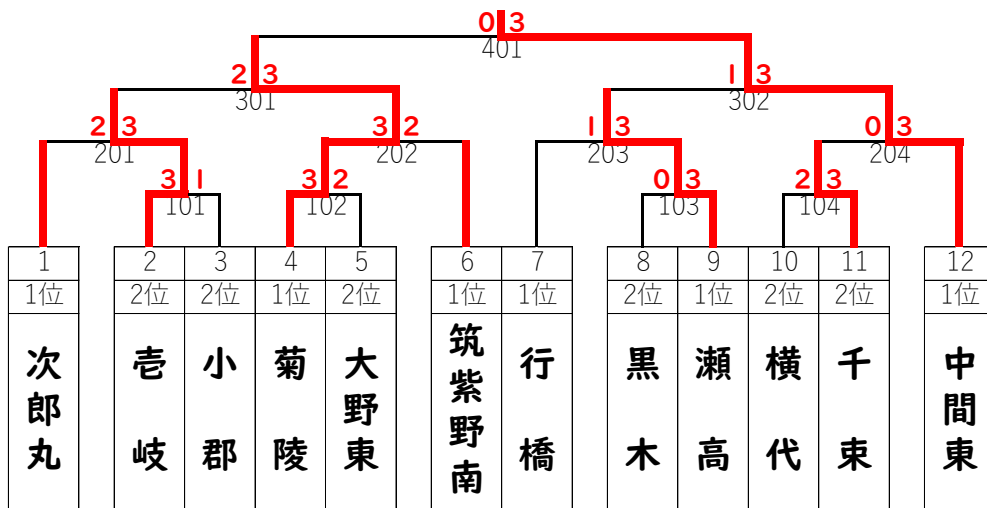 0 3
401
2 3
1 3
301
302
2 3
3 2
1 3
0 3
201
202
203
204
3 1
3 2
0 3
2 3
101
102
103
104
1 2 3 4 5 6 7 8 9 10 11 12
1位 2位 2位 1位 2位 1位 1位 2位 1位 2位 2位 1位
次郎丸
壱岐
小郡
菊陵
大野東
筑紫野南
行橋
黒木
瀬高
横代
千束
中間東